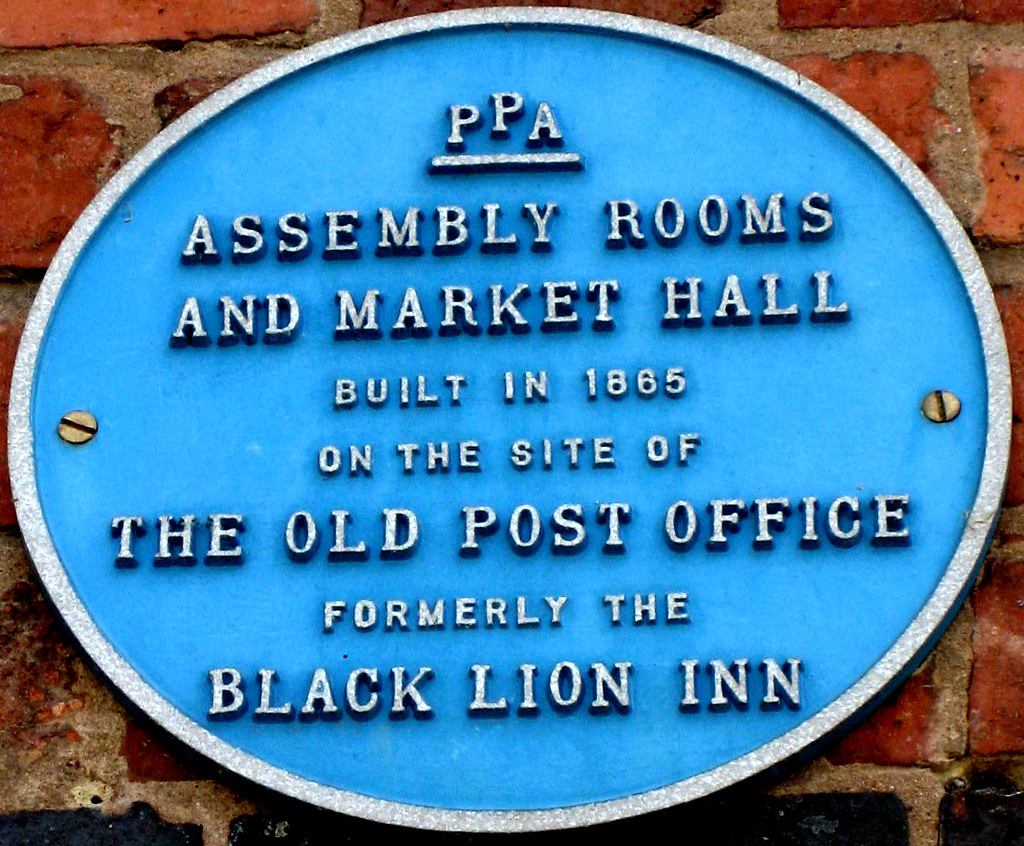 PPA
ASSEMBLY ROOMS
AND MARKET HALL
BUILT IN 1865
ON THE SITE OF
THE OLD POST OFFICE
FORMERLY THE
BLACK LION INN